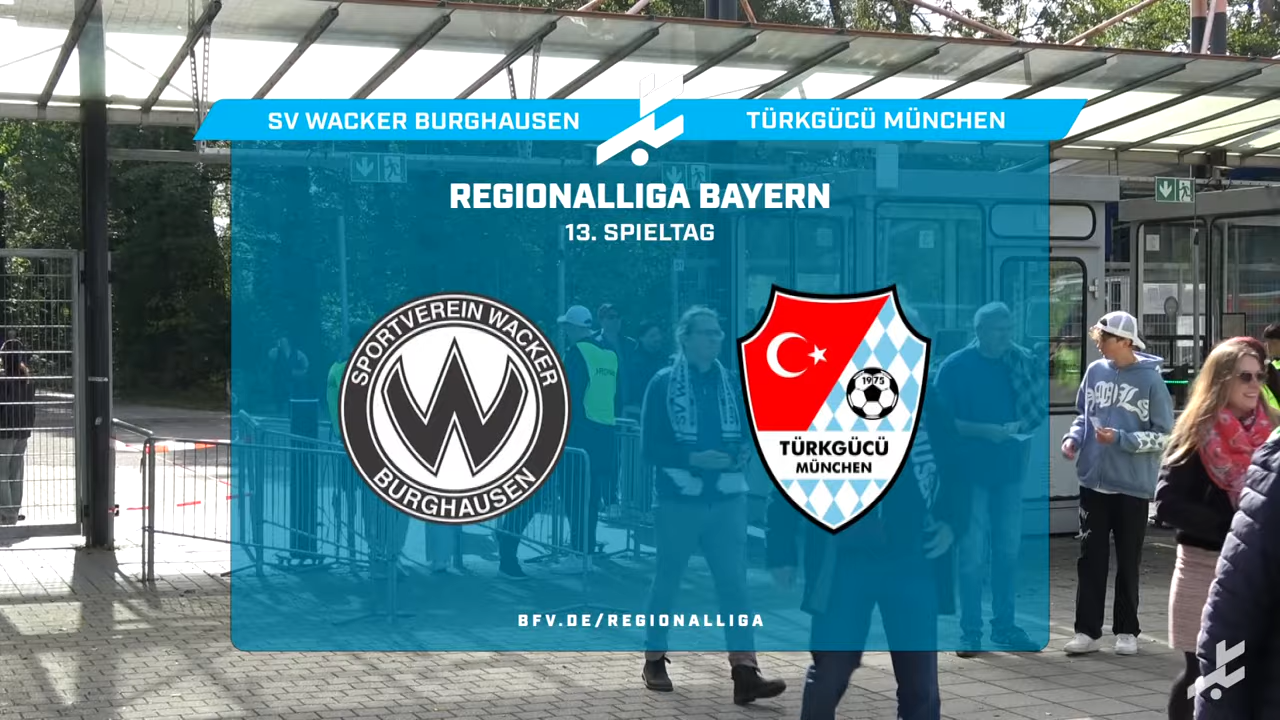 SV WACKER BURGHAUSEN
TÜRKGÜCÜ MÜNCHEN
REGIONALLIGA BAYERN
13. SPIELTAG
SPORTVEREIN WACKER
W
BURGHAUSEN
1975
TÜRKGÜCÜ
MÜNCHEN
BFV.DE/REGIONALLIGA